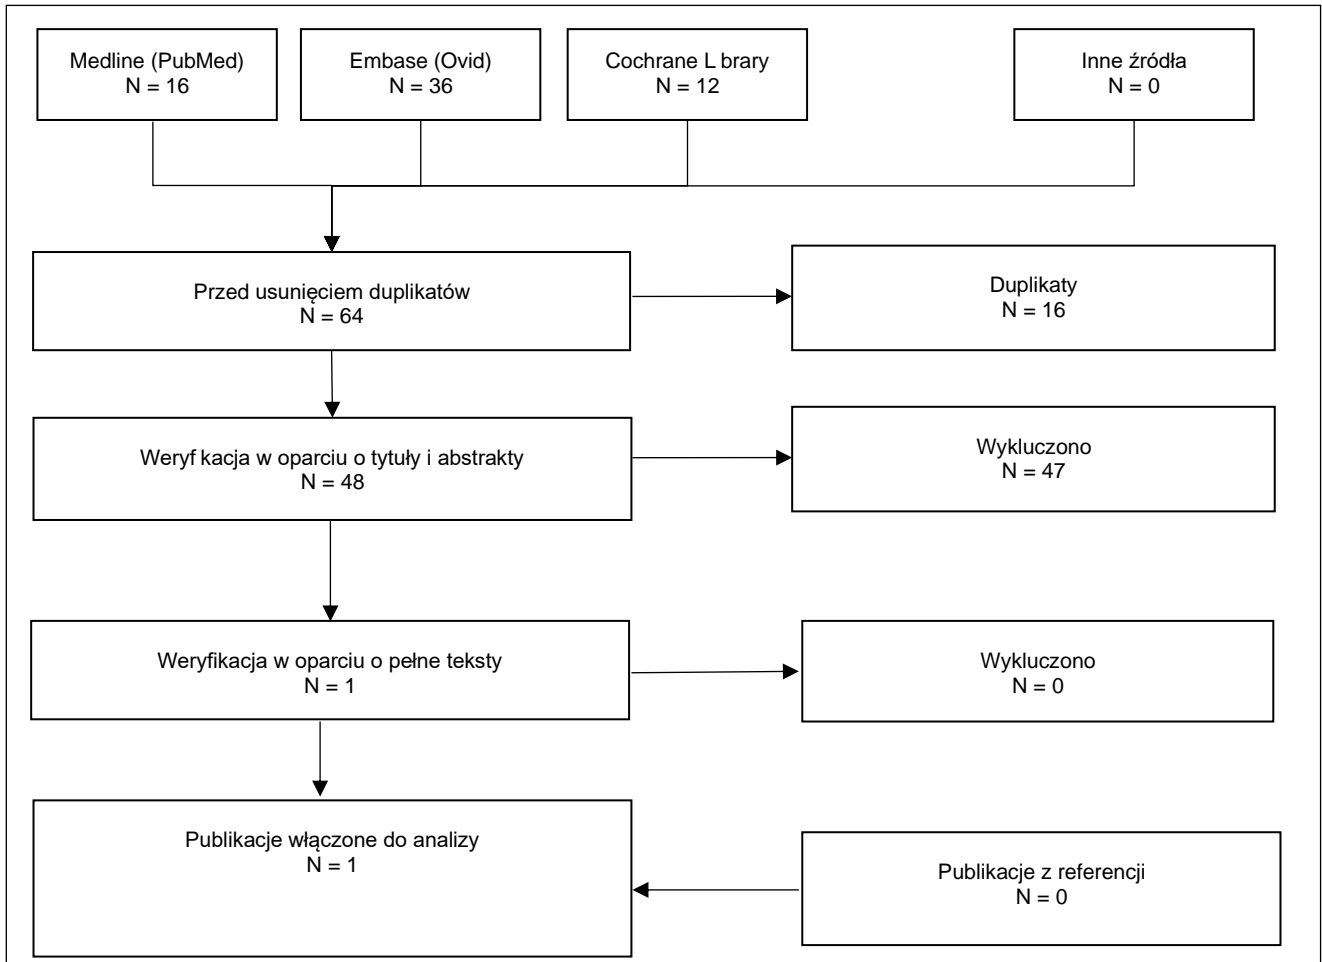 Medline (PubMed)
N = 16
Embase (Ovid)
N = 36
Cochrane L brary
N = 12
Inne źródła
N = 0
Przed usunięciem duplikatów
N = 64
Duplikaty
N = 16
Weryf kacja w oparciu o tytuły i abstrakty
N = 48
Wykluczono
N = 47
Weryfikacja w oparciu o pełne teksty
N = 1
Wykluczono
N = 0
Publikacje włączone do analizy
N = 1
Publikacje z referencji
N = 0